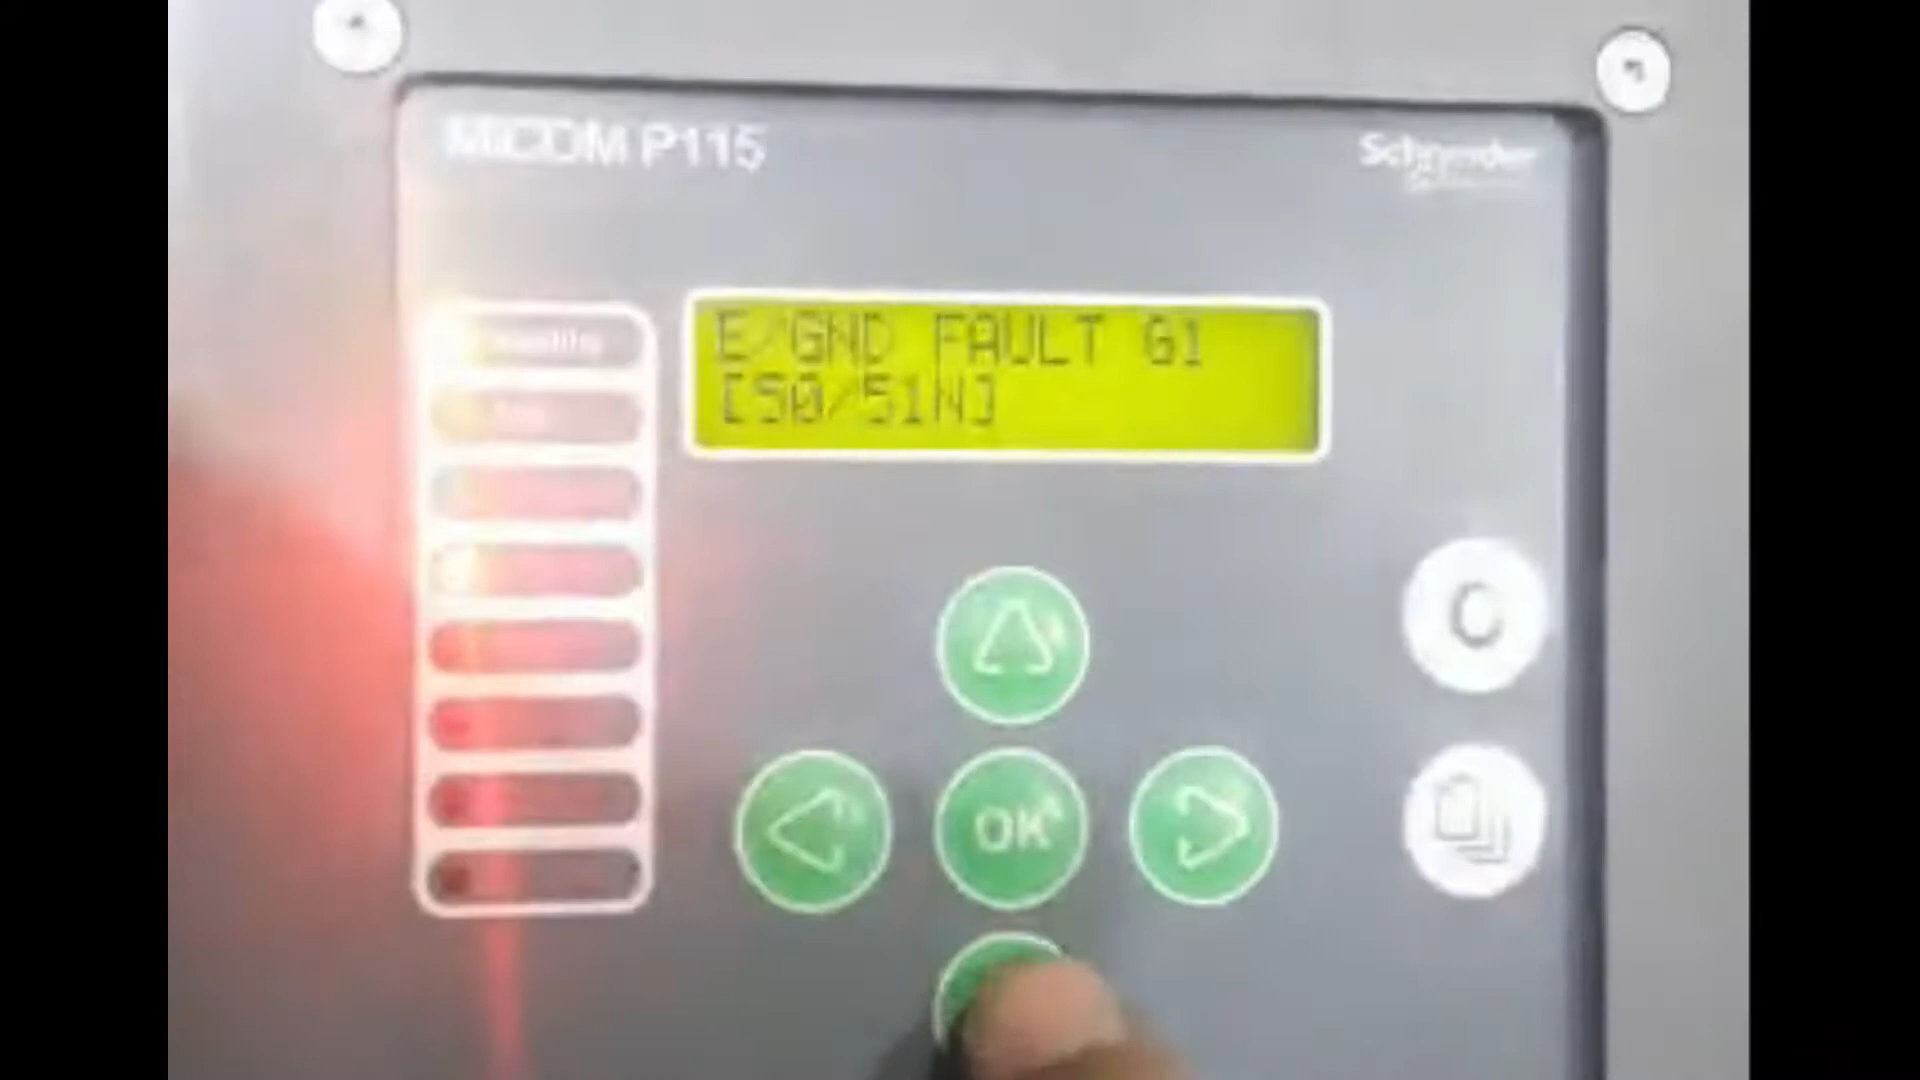 MiCOM P115
Schneider
E/GND FAULT G1
[50/51N]
OK